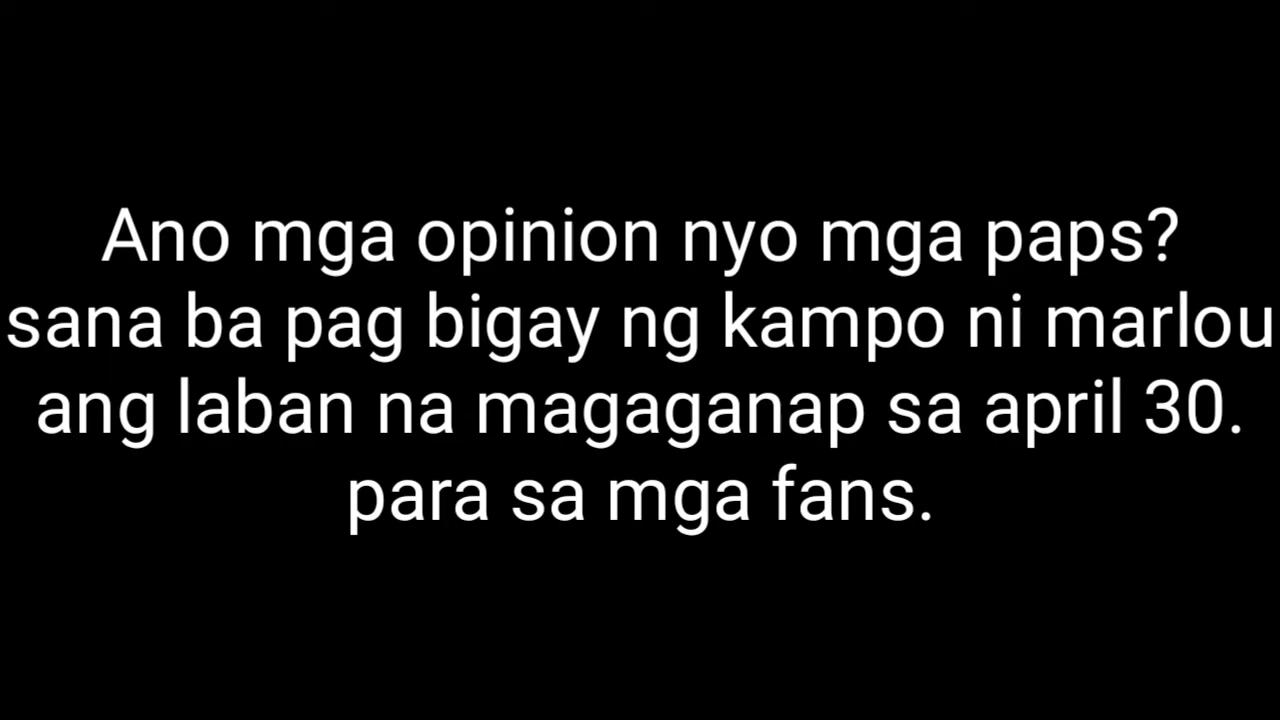 Ano mga opinion nyo mga paps?
sana ba pag bigay ng kampo ni marlou
ang laban na magaganap sa april 30.
para sa mga fans.